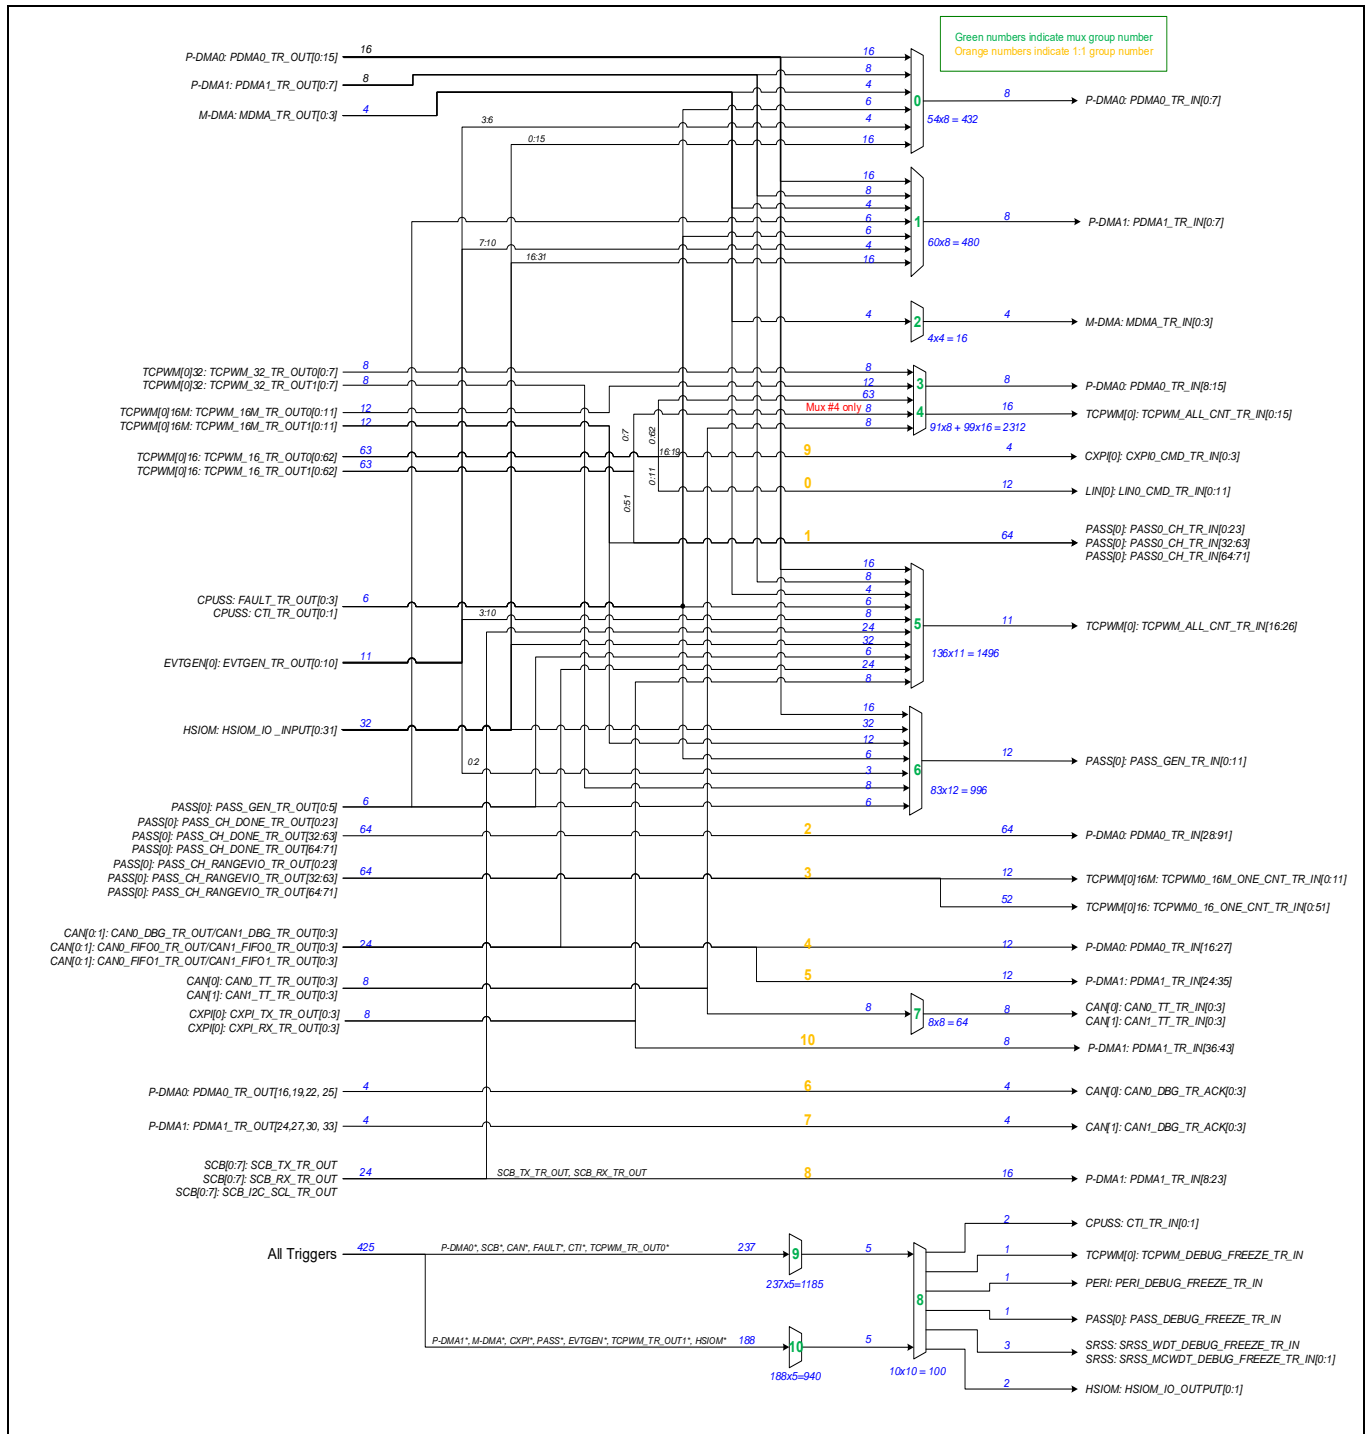 Green numbers indicate mux group number
Orange numbers indicate 1:1 group number
P-DMA0: PDMA0_TR_OUT[0:15]
16
16
P-DMA1: PDMA1_TR_OUT[0:7]
8
8
M-DMA: MDMA_TR_OUT[0:3]
4
4
6
3:6
4
0:15
16
0
54x8 = 432
8
P-DMA0: PDMA0_TR_IN[0:7]
16
8
4
6
6
7:10
4
16:31
16
1
60x8 = 480
8
P-DMA1: PDMA1_TR_IN[0:7]
4
2
4x4 = 16
4
M-DMA: MDMA_TR_IN[0:3]
TCPWM[0]32: TCPWM_32_TR_OUT0[0:7]
8
TCPWM[0]32: TCPWM_32_TR_OUT1[0:7]
8
TCPWM[0]16M: TCPWM_16M_TR_OUT0[0:11]
12
TCPWM[0]16M: TCPWM_16M_TR_OUT1[0:11]
12
TCPWM[0]16: TCPWM_16_TR_OUT0[0:62]
63
TCPWM[0]16: TCPWM_16_TR_OUT1[0:62]
63
8
12
63
Mux #4 only
8
8
3
4
91x8 + 99x16 = 2312
8
P-DMA0: PDMA0_TR_IN[8:15]
16
TCPWM[0]: TCPWM_ALL_CNT_TR_IN[0:15]
0:7
0:62
16:19
0:11
0:51
9
4
CXPI[0]: CXPI0_CMD_TR_IN[0:3]
0
12
LIN[0]: LIN0_CMD_TR_IN[0:11]
1
64
PASS[0]: PASS0_CH_TR_IN[0:23]
PASS[0]: PASS0_CH_TR_IN[32:63]
PASS[0]: PASS0_CH_TR_IN[64:71]
CPUSS: FAULT_TR_OUT[0:3]
CPUSS: CTI_TR_OUT[0:1]
6
EVTGEN[0]: EVTGEN_TR_OUT[0:10]
11
16
8
4
6
3:10
8
24
32
6
24
8
5
136x11 = 1496
11
TCPWM[0]: TCPWM_ALL_CNT_TR_IN[16:26]
HSIOM: HSIOM_IO _INPUT[0:31]
32
16
32
12
6
0:2
3
8
6
6
83x12 = 996
12
PASS[0]: PASS_GEN_TR_IN[0:11]
PASS[0]: PASS_GEN_TR_OUT[0:5]
6
PASS[0]: PASS_CH_DONE_TR_OUT[0:23]
PASS[0]: PASS_CH_DONE_TR_OUT[32:63]
PASS[0]: PASS_CH_DONE_TR_OUT[64:71]
64
2
64
P-DMA0: PDMA0_TR_IN[28:91]
PASS[0]: PASS_CH_RANGEVIO_TR_OUT[0:23]
PASS[0]: PASS_CH_RANGEVIO_TR_OUT[32:63]
PASS[0]: PASS_CH_RANGEVIO_TR_OUT[64:71]
64
3
12
TCPWM[0]16M: TCPWM0_16M_ONE_CNT_TR_IN[0:11]
52
TCPWM[0]16: TCPWM0_16_ONE_CNT_TR_IN[0:51]
CAN[0:1]: CAN0_DBG_TR_OUT/CAN1_DBG_TR_OUT[0:3]
CAN[0:1]: CAN0_FIFO0_TR_OUT/CAN1_FIFO0_TR_OUT[0:3]
CAN[0:1]: CAN0_FIFO1_TR_OUT/CAN1_FIFO1_TR_OUT[0:3]
24
4
12
P-DMA0: PDMA0_TR_IN[16:27]
5
12
P-DMA1: PDMA1_TR_IN[24:35]
CAN[0]: CAN0_TT_TR_OUT[0:3]
CAN[1]: CAN1_TT_TR_OUT[0:3]
8
8
7
8x8 = 64
8
CAN[0]: CAN0_TT_TR_IN[0:3]
CAN[1]: CAN1_TT_TR_IN[0:3]
CXPI[0]: CXPI_TX_TR_OUT[0:3]
CXPI[0]: CXPI_RX_TR_OUT[0:3]
8
10
8
P-DMA1: PDMA1_TR_IN[36:43]
P-DMA0: PDMA0_TR_OUT[16,19,22, 25]
4
6
4
CAN[0]: CAN0_DBG_TR_ACK[0:3]
P-DMA1: PDMA1_TR_OUT[24,27,30, 33]
4
7
4
CAN[1]: CAN1_DBG_TR_ACK[0:3]
SCB[0:7]: SCB_TX_TR_OUT
SCB[0:7]: SCB_RX_TR_OUT
SCB[0:7]: SCB_I2C_SCL_TR_OUT
24
SCB_TX_TR_OUT, SCB_RX_TR_OUT
8
16
P-DMA1: PDMA1_TR_IN[8:23]
All Triggers
425
P-DMA0*, SCB*, CAN*, FAULT*, CTI*, TCPWM_TR_OUT0*
237
9
237x5=1185
5
P-DMA1*, M-DMA*, CXPI*, PASS*, EVTGEN*, TCPWM_TR_OUT1*, HSIOM*
188
10
188x5=940
5
8
10x10 = 100
2
CPUSS: CTI_TR_IN[0:1]
1
TCPWM[0]: TCPWM_DEBUG_FREEZE_TR_IN
1
PERI: PERI_DEBUG_FREEZE_TR_IN
1
PASS[0]: PASS_DEBUG_FREEZE_TR_IN
3
SRSS: SRSS_WDT_DEBUG_FREEZE_TR_IN
SRSS: SRSS_MCWDT_DEBUG_FREEZE_TR_IN[0:1]
2
HSIOM: HSIOM_IO_OUTPUT[0:1]